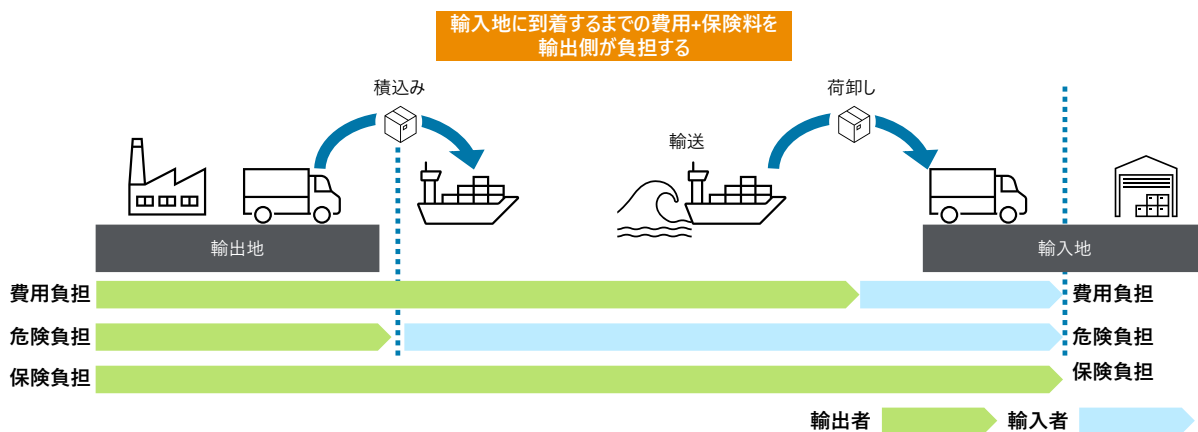 輸入地に到着するまでの費用+保険料を
輸出側が負担する
積込み
荷卸し
輸送
輸出地
輸入地
費用負担
費用負担
危険負担
危険負担
保険負担
保険負担
輸出者
輸入者